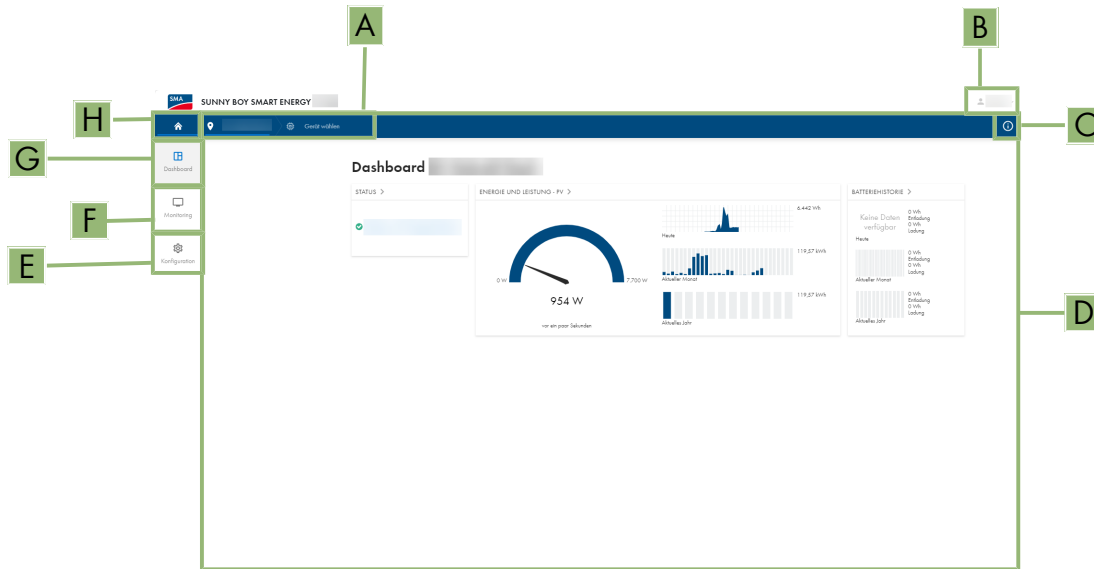 A
B
SMA
SUNNY BOY SMART ENERGY
H
Gerät wählen
C
G
Dashboard
Dashboard
STATUS >
ENERGIE UND LEISTUNG - PV >
BATTERIEHISTORIE >
F
Monitoring
6,442 Wh
Heute
Keine Daten verfügbar
0 Wh
Entladung
0 Wh
Ladung
Heute
E
Konfiguration
0 W
7.700 W
954 W
vor ein paar Sekunden
119,57 kWh
Aktueller Monat
0 Wh
Entladung
0 Wh
Ladung
Aktueller Monat
119,57 kWh
Aktuelles Jahr
0 Wh
Entladung
0 Wh
Ladung
Aktuelles Jahr
D